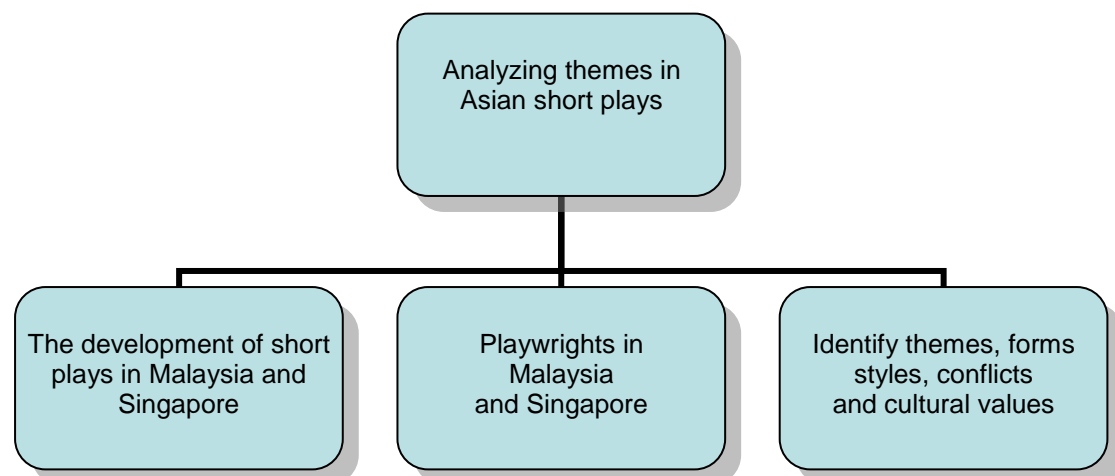 Analyzing themes in
Asian short plays
The development of short
plays in Malaysia and
Singapore
Playwrights in
Malaysia
and Singapore
Identify themes, forms
styles, conflicts
and cultural values